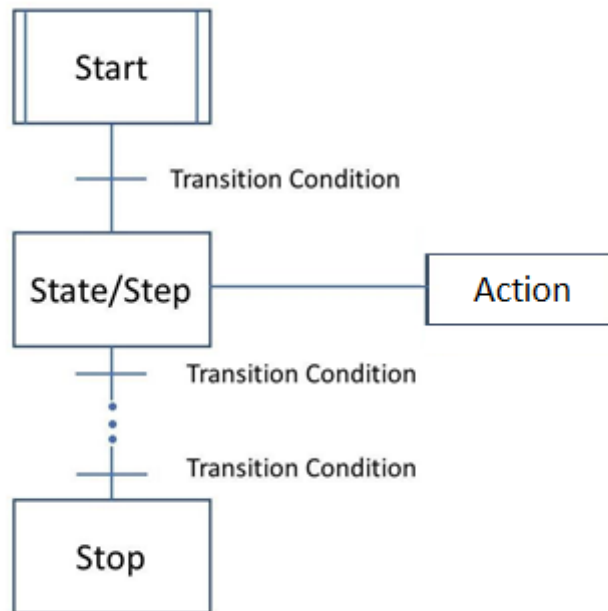 Start
Transition Condition
State/Step
Action
Transition Condition
Transition Condition
Stop